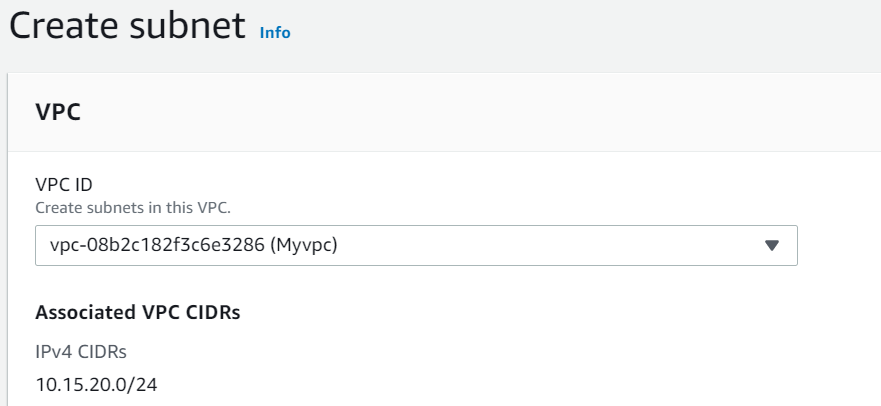 Create subnet Info
VPC
VPC ID
Create subnets in this VPC.
vpc-08b2c182f3c6e3286 (Myvpc)
Associated VPC CIDRs
IPv4 CIDRs
10.15.20.0/24